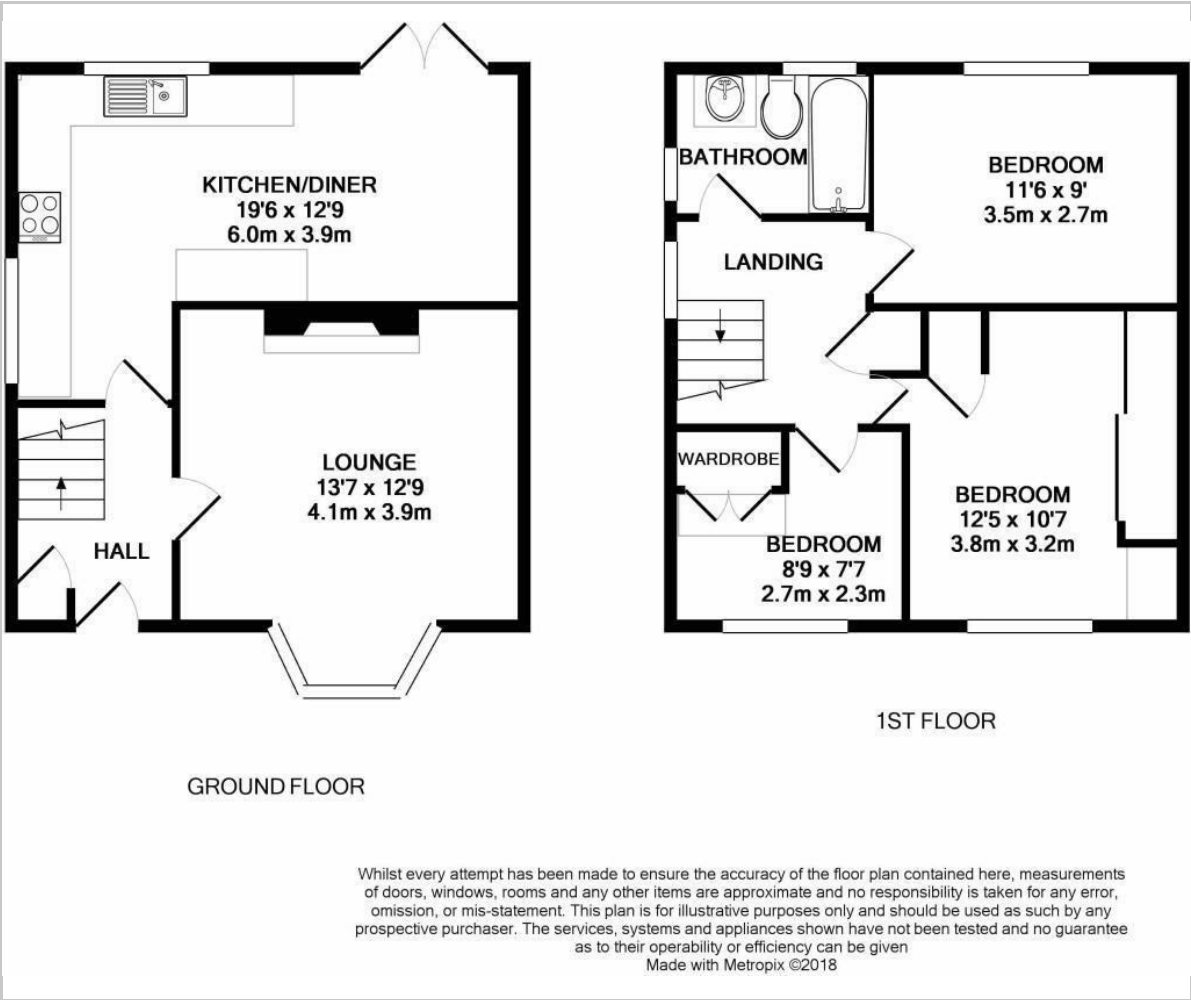 KITCHEN/DINER
19'6 x 12'9
6.0m x 3.9m
LOUNGE
13'7 x 12'9
4.1m x 3.9m
HALL
GROUND FLOOR
BATHROOM
BEDROOM
11'6 x 9'
3.5m x 2.7m
LANDING
WARDROBE
BEDROOM
8'9 x 7'7
2.7m x 2.3m
BEDROOM
12'5 x 10'7
3.8m x 3.2m
1ST FLOOR
Whilst every attempt has been made to ensure the accuracy of the floor plan contained here, measurements
of doors, windows, rooms and any other items are approximate and no responsibility is taken for any error,
omission, or mis-statement. This plan is for illustrative purposes only and should be used as such by any
prospective purchaser. The services, systems and appliances shown have not been tested and no guarantee
as to their operability or efficiency can be given
Made with Metropix ©2018